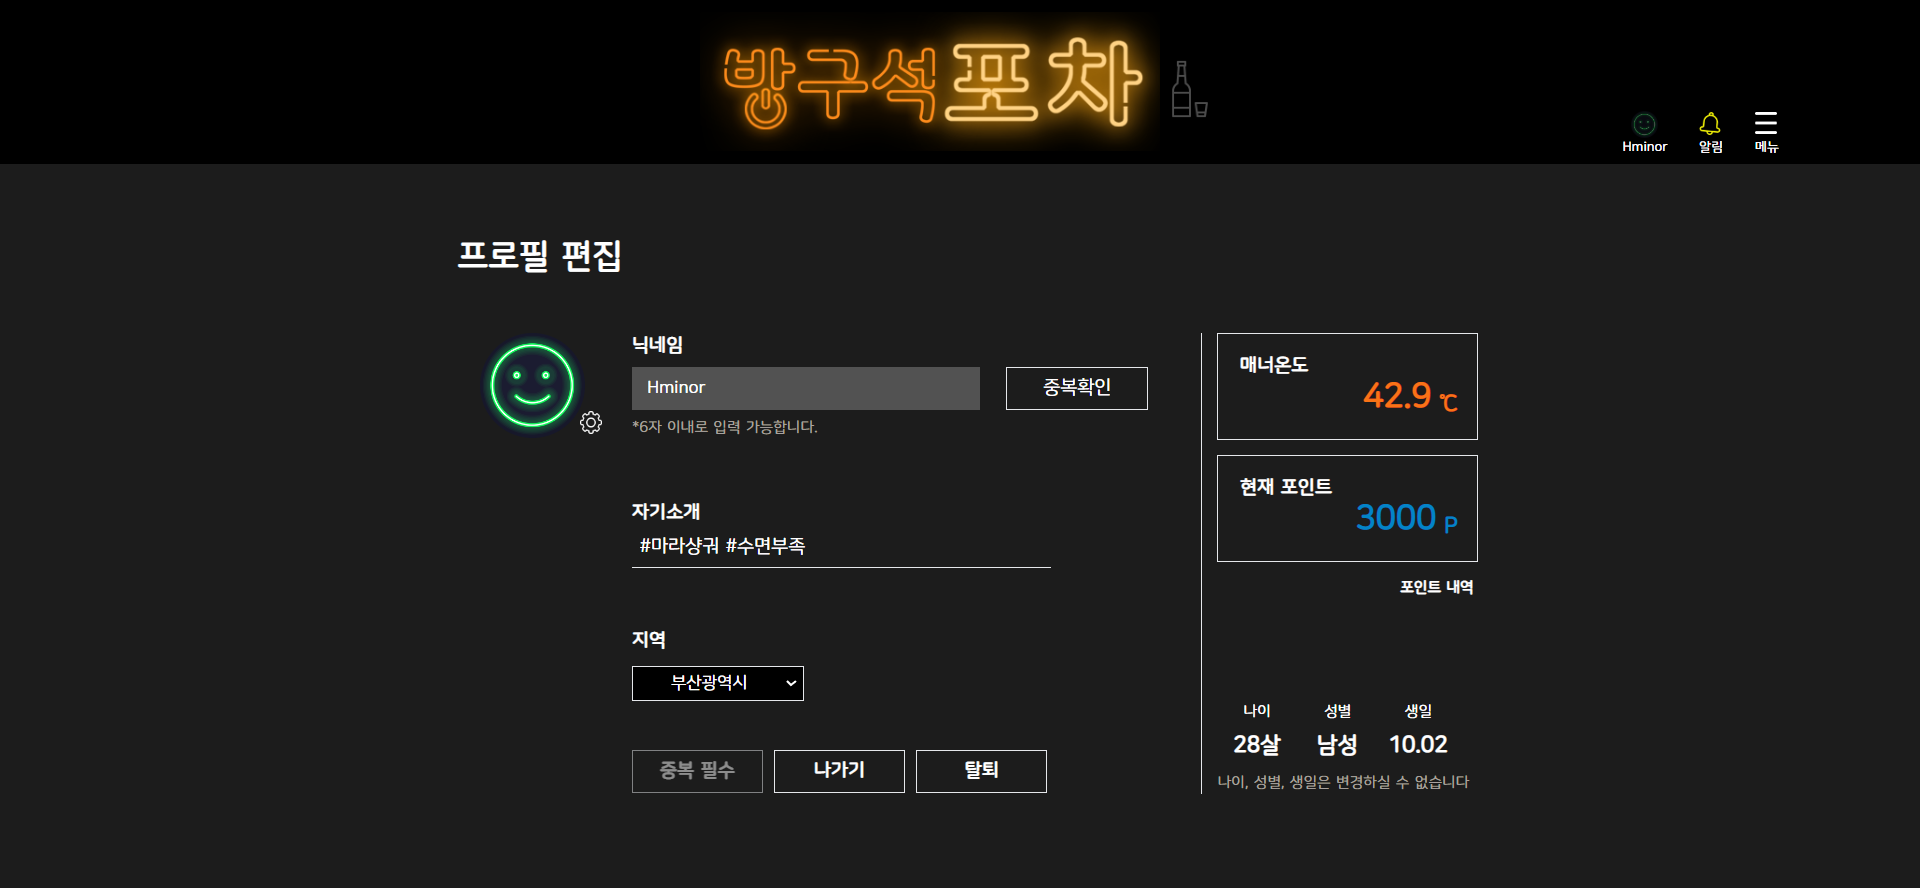 방구석포차
Hminor
알림
메뉴
프로필 편집
닉네임
Hminor
중복확인
*6자 이내로 입력 가능합니다.
자기소개
#마라샹궈 #수면부족
지역
부산광역시
중복 필수
나가기
탈퇴
매너온도
42.9 ℃
현재 포인트
3000 P
포인트 내역
나이 성별 생일
28살 남성 10.02
나이, 성별, 생일은 변경하실 수 없습니다